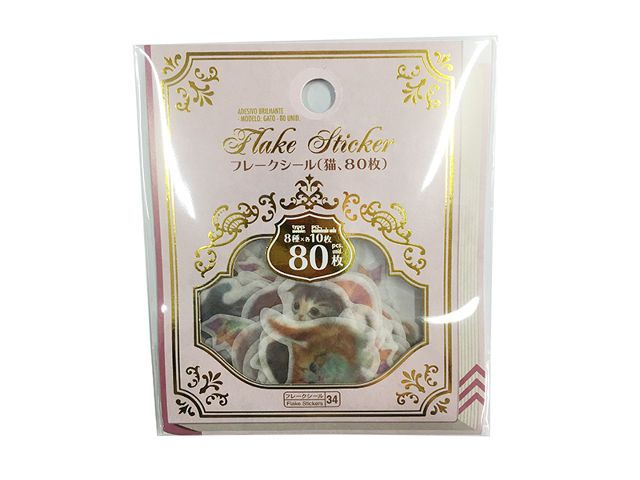 ADESIVO BRILHANTE
- MODELO: GATO - 80 UNID.
Flake Sticker
フレークシール(猫、80枚)
8種×各10枚
80枚
pcs.
unid.
フレークシール
Flake Stickers
34